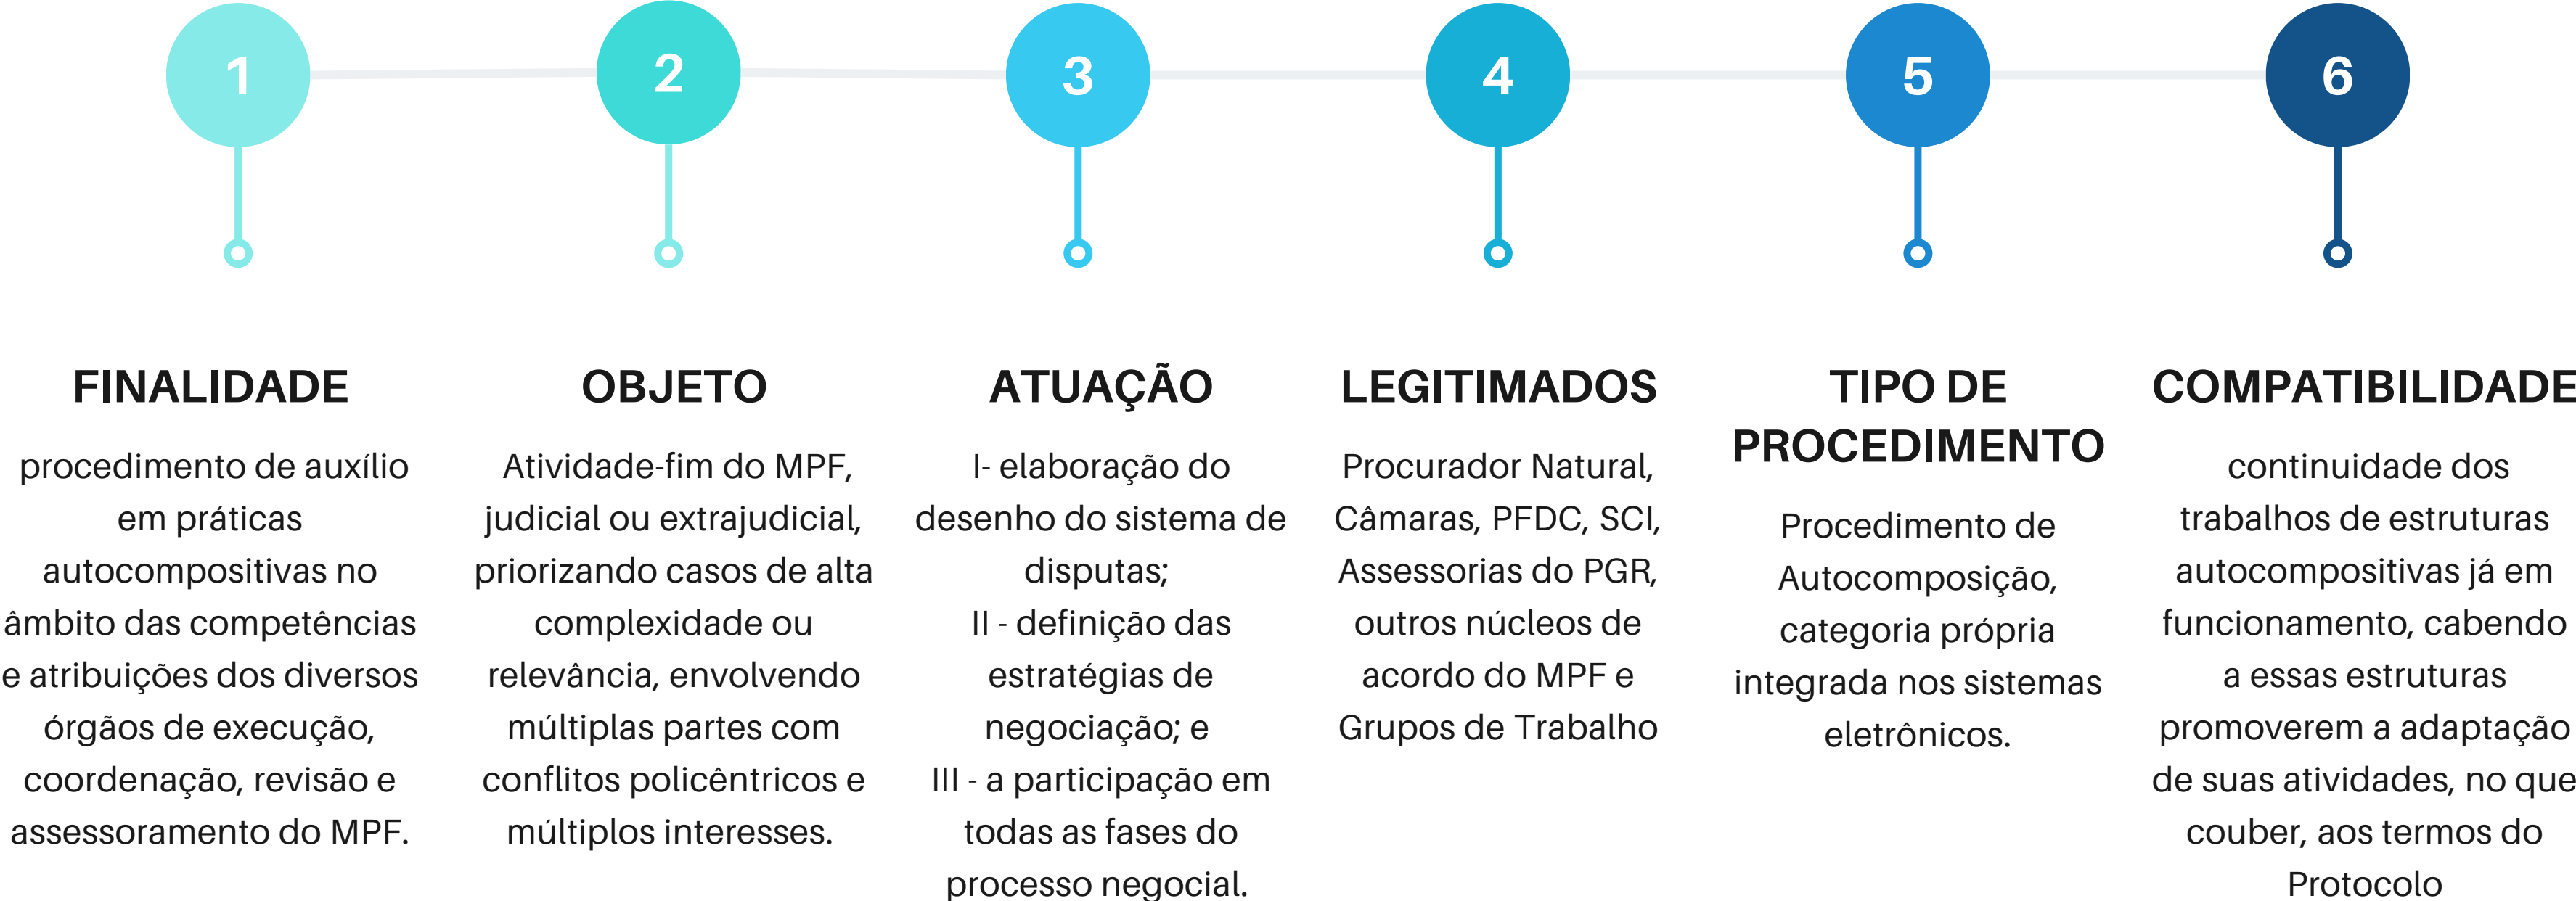 1
2
3
4
5
6
FINALIDADE
procedimento de auxílio
em práticas
autocompositivas no
âmbito das competências
e atribuições dos diversos
órgãos de execução,
coordenação, revisão e
assessoramento do MPF.
OBJETO
Atividade-fim do MPF,
judicial ou extrajudicial,
priorizando casos de alta
complexidade ou
relevância, envolvendo
múltiplas partes com
conflitos policêntricos e
múltiplos interesses.
ATUAÇÃO
I- elaboração do
desenho do sistema de
disputas;
II - definição das
estratégias de
negociação; e
III - a participação em
todas as fases do
processo negocial.
LEGITIMADOS
Procurador Natural,
Câmaras, PFDC, SCI,
Assessorias do PGR,
outros núcleos de
acordo do MPF e
Grupos de Trabalho
TIPO DE
PROCEDIMENTO
Procedimento de
Autocomposição,
categoria própria
integrada nos sistemas
eletrônicos.
COMPATIBILIDADE
continuidade dos
trabalhos de estruturas
autocompositivas já em
funcionamento, cabendo
a essas estruturas
promoverem a adaptação
de suas atividades, no que
couber, aos termos do
Protocolo